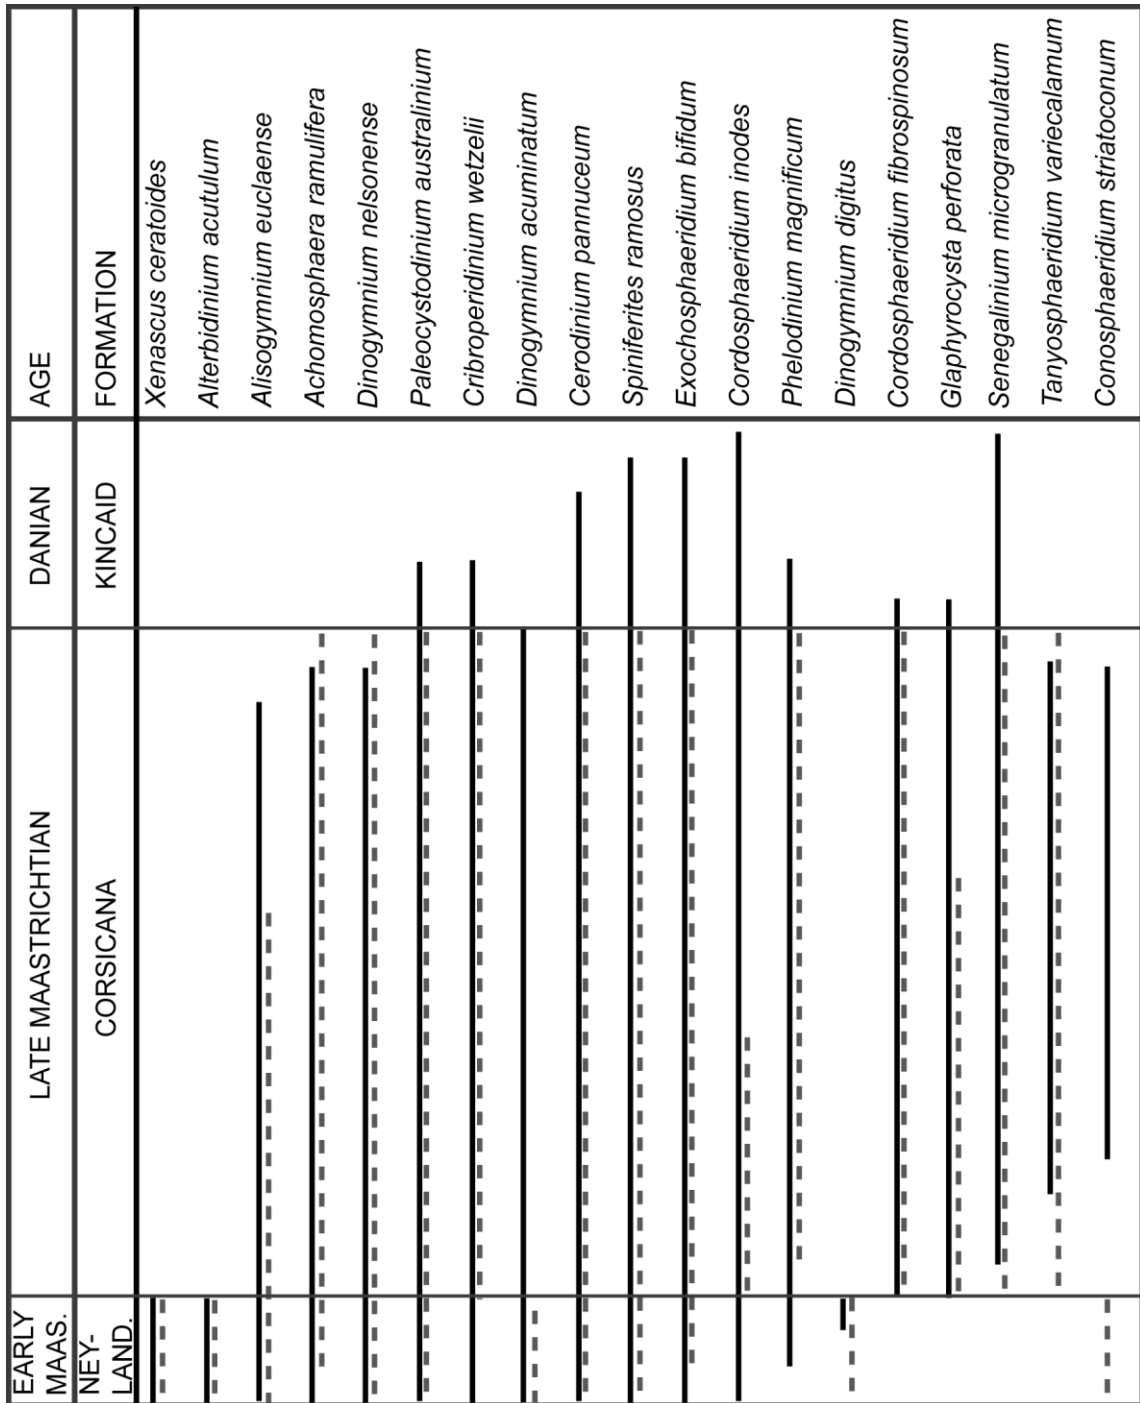 AGE
DANIAN
LATE MAASTRICHTIAN
EARLY
MAAS.
FORMATION
KINCAID
CORSICANA
NEY-
LAND.
Xenascus ceratoides
Alterbidinium acutulum
Alisogymnium euclaense
Achomosphaera ramulifera
Dinogymnium nelsonense
Paleocystodinium australinium
Cribroperidinium wetzelii
Dinogymnium acuminatum
Cerodinium pannuceum
Spiniferites ramosus
Exochosphaeridium bifidum
Cordosphaeridium inodes
Phelodinium magnificum
Dinogymnium digitus
Cordosphaeridium fibrospinosum
Glaphyrocysta perforata
Senegalinium microgranulatum
Tanyosphaeridium variecalamum
Conosphaeridium striatoconum